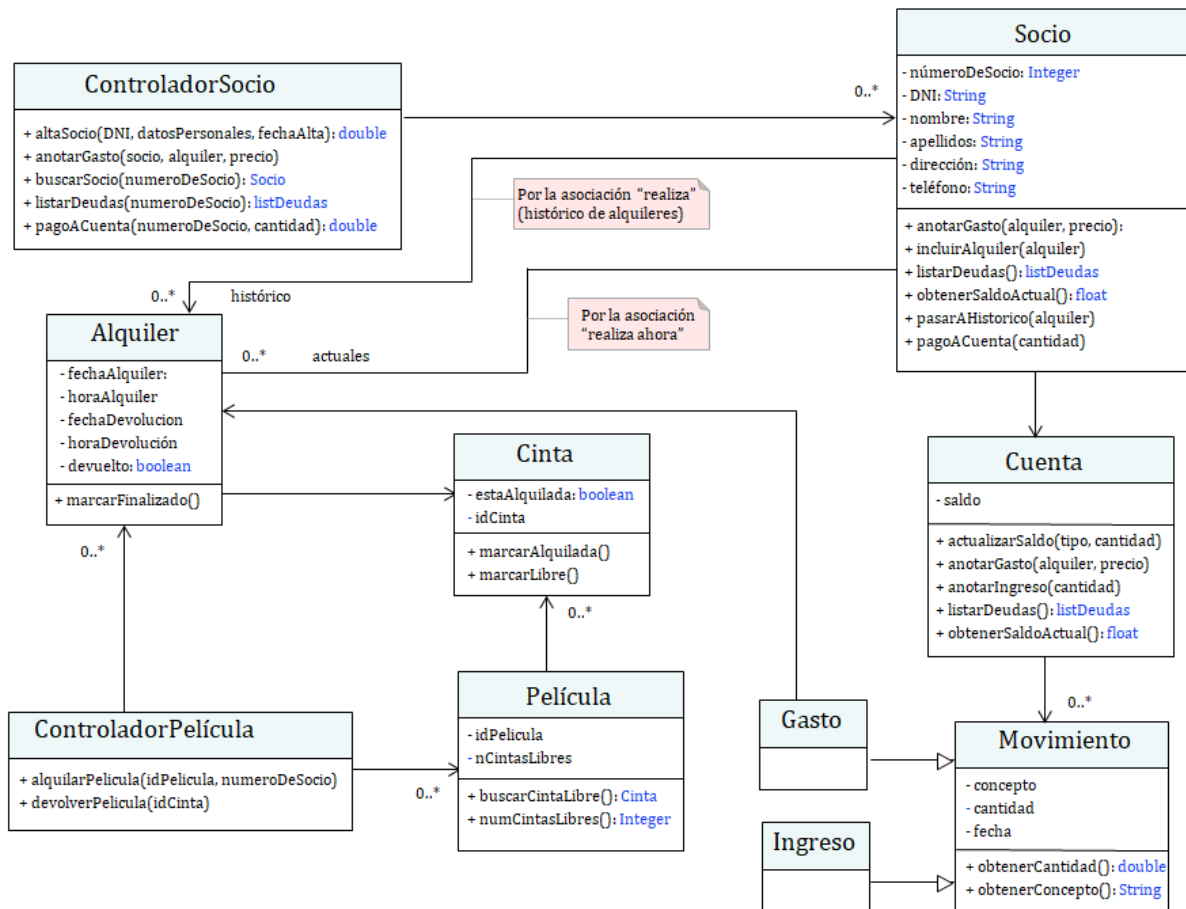 ControladorSocio
+ altaSocio(DNI, datosPersonales, fechaAlta): double
+ anotarGasto(socio, alquiler, precio)
+ buscarSocio(numeroDeSocio): Socio
+ listarDeudas(numeroDeSocio): listDeudas
+ pagoACuenta(numeroDeSocio, cantidad): double
0..*
Socio
- númeroDeSocio: Integer
- DNI: String
- nombre: String
- apellidos: String
- dirección: String
- teléfono: String
+ anotarGasto(alquiler, precio):
+ incluirAlquiler(alquiler)
+ listarDeudas(): listDeudas
+ obtenerSaldoActual(): float
+ pasarAHistorico(alquiler)
+ pagoACuenta(cantidad)
Por la asociación “realiza”
(histórico de alquileres)
0..* histórico
Por la asociación
“realiza ahora”
0..* actuales
Alquiler
- fechaAlquiler:
- horaAlquiler
- fechaDevolucion
- horaDevolución
- devuelto: boolean
+ marcarFinalizado()
0..*
Cinta
- estaAlquilada: boolean
- idCinta
+ marcarAlquilada()
+ marcarLibre()
0..*
Cuenta
- saldo
+ actualizarSaldo(tipo, cantidad)
+ anotarGasto(alquiler, precio)
+ anotarIngreso(cantidad)
+ listarDeudas(): listDeudas
+ obtenerSaldoActual(): float
0..*
ControladorPelícula
+ alquilarPelicula(idPelicula, numeroDeSocio)
+ devolverPelicula(idCinta)
0..*
Película
- idPelicula
- nCintasLibres
+ buscarCintaLibre(): Cinta
+ numCintasLibres(): Integer
Gasto
Ingreso
Movimiento
- concepto
- cantidad
- fecha
+ obtenerCantidad(): double
+ obtenerConcepto(): String